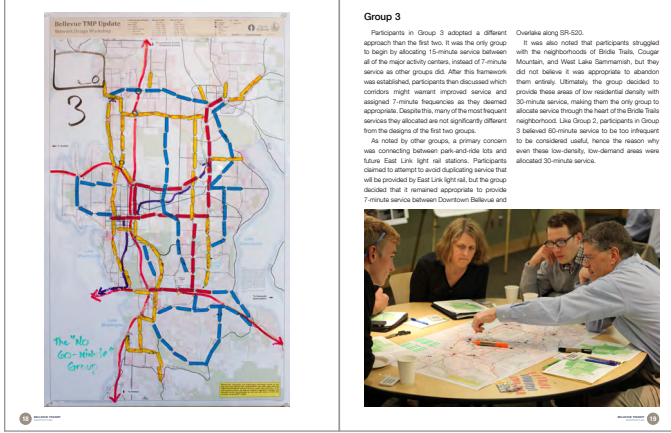 Bellevue TMP Update
Network Design Workshop
3
The "No
60-minute"
Group
18
BELLEVUE TRANSIT
Group 3
Participants in Group 3 adopted a different
approach than the first two. It was the only group
to begin by allocating 15-minute service between
all of the major activity centers, instead of 7-minute
service as other groups did. After this framework
was established, participants then discussed which
corridors might warrant improved service and
assigned 7-minute frequencies as they deemed
appropriate. Despite this, many of the most frequent
services they allocated are not significantly different
from the designs of the first two groups.
As noted by other groups, a primary concern
was connecting between park-and-ride lots and
future East Link light rail stations. Participants
claimed to attempt to avoid duplicating service that
will be provided by East Link light rail, but the group
decided that it remained appropriate to provide
7-minute service between Downtown Bellevue and
Overlake along SR-520.
It was also noted that participants struggled
with the neighborhoods of Bridle Trails, Cougar
Mountain, and West Lake Sammamish, but they
did not believe it was appropriate to abandon
them entirely. Ultimately, the group decided to
provide these areas of low residential density with
30-minute service, making them the only group to
allocate service through the heart of the Bridle Trails
neighborhood. Like Group 2, participants in Group
3 believed 60-minute service to be too infrequent
to be considered useful, hence the reason why
even these low-density, low-demand areas were
allocated 30-minute service.
BELLEVUE TRANSIT
19